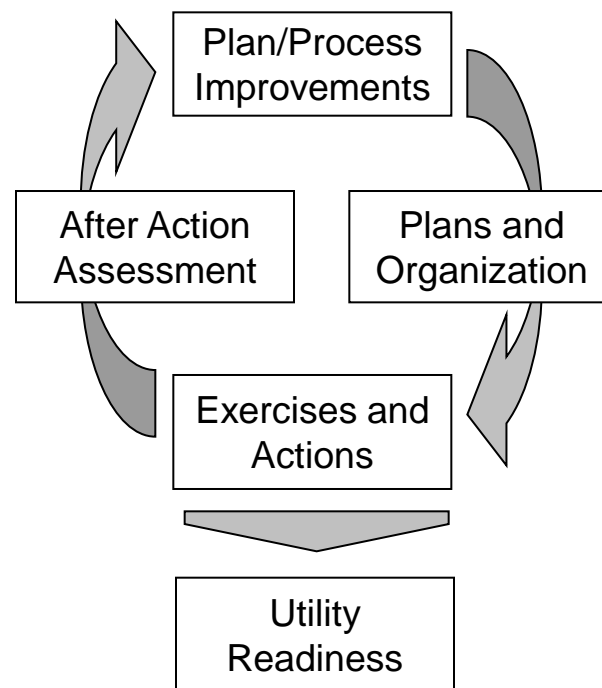 Plan/Process
Improvements
After Action
Assessment
Plans and
Organization
Exercises and
Actions
Utility
Readiness